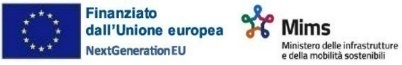 Finanziato
dall'Unione europea
NextGenerationEU
Mims
Ministero delle infrastrutture
e della mobilità sostenibili